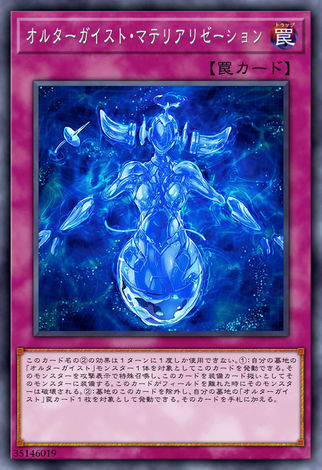 オルターガイスト・マテリアリゼーション
トラップ
罠
【罠カード】
このカード名の②の効果は1ターンに1度しか使用できない。①:自分の墓地の
「オルターガイスト」モンスター1体を対象としてこのカードを発動できる。そ
のモンスターを攻撃表示で特殊召喚し、このカードを装備カード扱いとしてそ
のモンスターに装備する。このカードがフィールドを離れた時にそのモンスター
は破壊される。②:墓地のこのカードを除外し、自分の墓地の「オルターガイ
スト」罠カード1枚を対象として発動できる。そのカードを手札に加える。
35146019